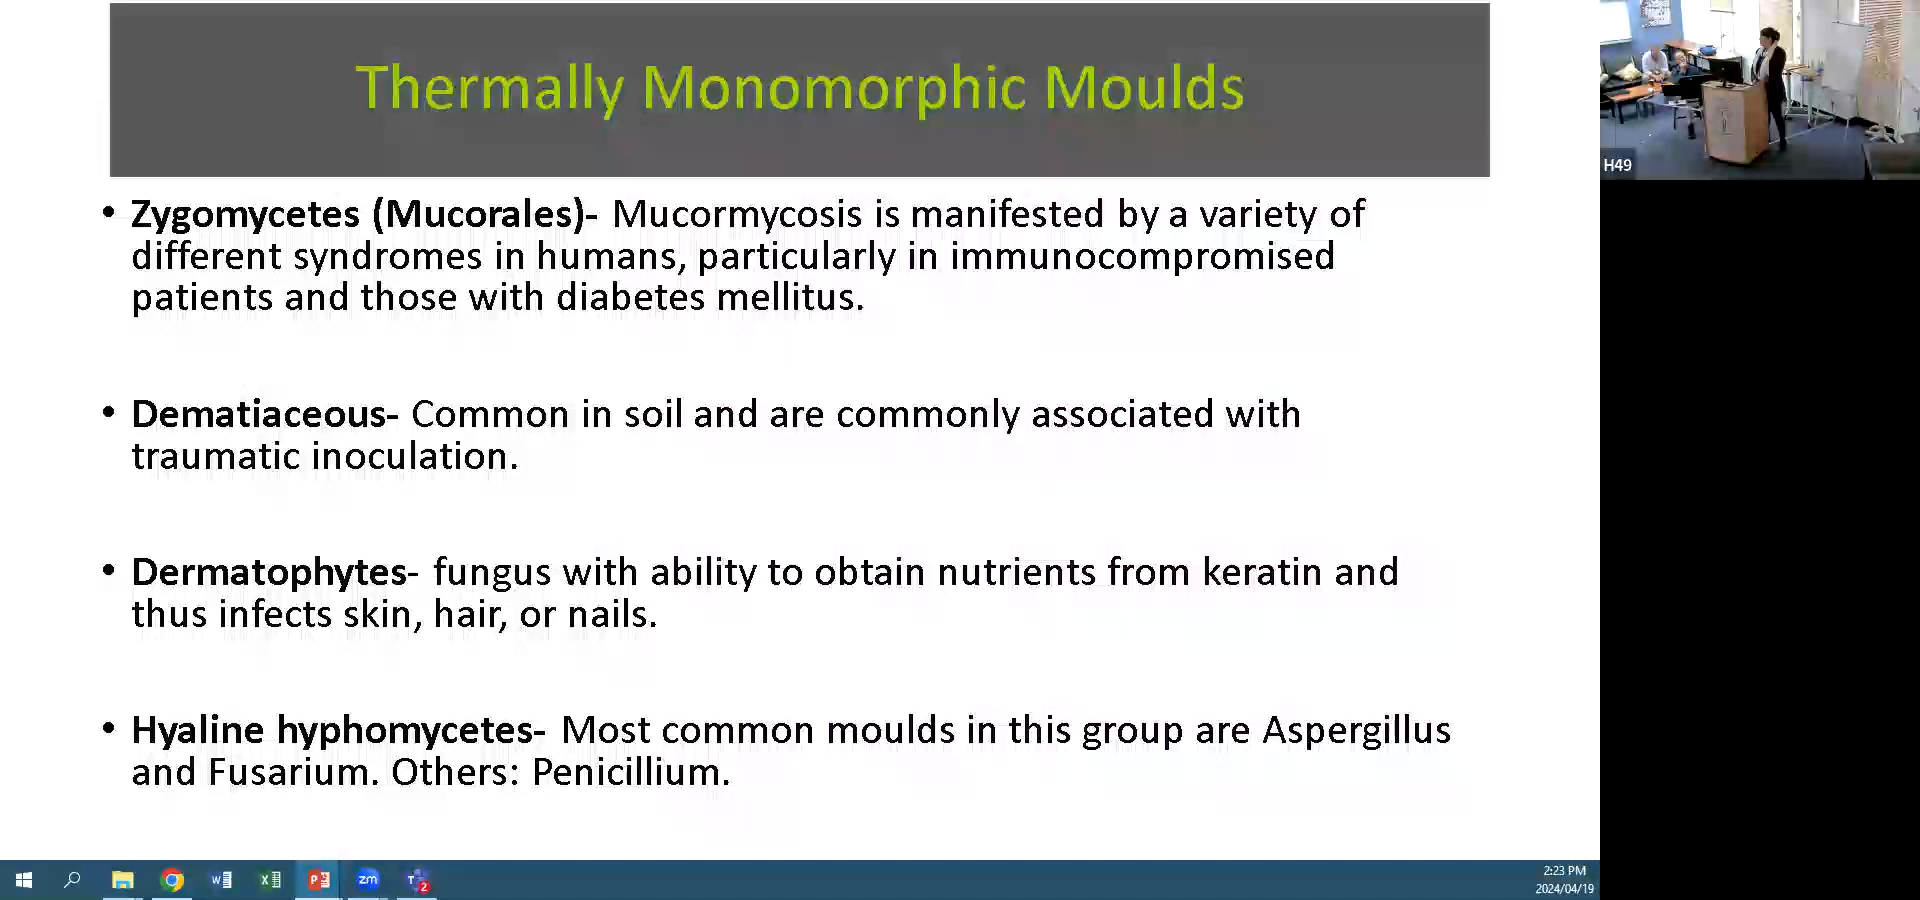 Thermally Monomorphic Moulds
• Zygomycetes (Mucorales)- Mucormycosis is manifested by a variety of
different syndromes in humans, particularly in immunocompromised
patients and those with diabetes mellitus.
• Dematiaceous- Common in soil and are commonly associated with
traumatic inoculation.
• Dermatophytes- fungus with ability to obtain nutrients from keratin and
thus infects skin, hair, or nails.
• Hyaline hyphomycetes- Most common moulds in this group are Aspergillus
and Fusarium. Others: Penicillium.
H49
zm
2
2:23 PM
2024/04/19